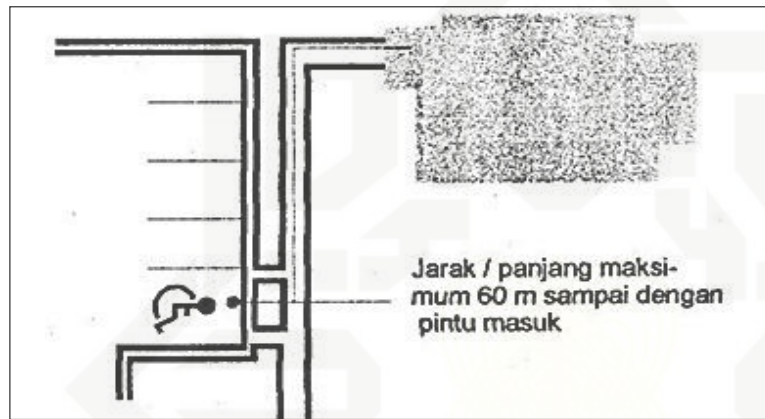 Jarak / panjang maksi-
mum 60 m sampai dengan
pintu masuk